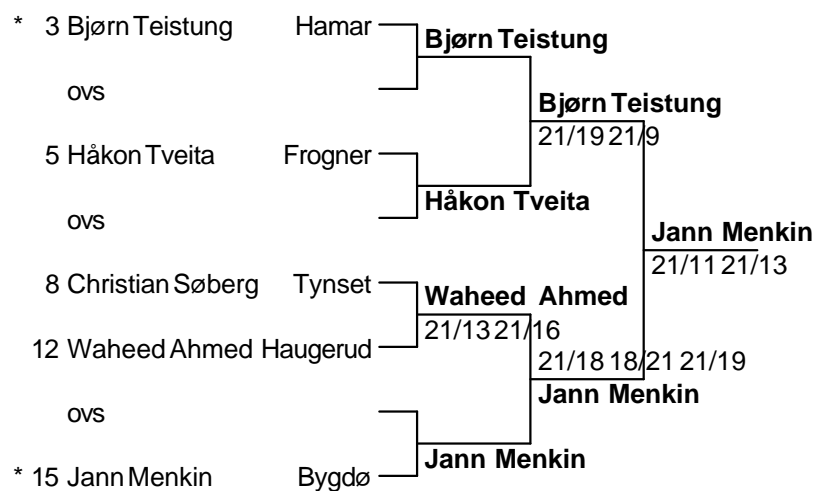 * 3 Bjørn Teistung Hamar
Bjørn Teistung
ovs
Bjørn Teistung
21/19 21/9
5 Håkon Tveita Frogner
Håkon Tveita
ovs
Jann Menkin
21/11 21/13
8 Christian Søberg Tynset
Waheed Ahmed
21/13 21/16
12 Waheed Ahmed Haugerud
21/18 18/21 21/19
Jann Menkin
ovs
Jann Menkin
* 15 Jann Menkin Bygdø